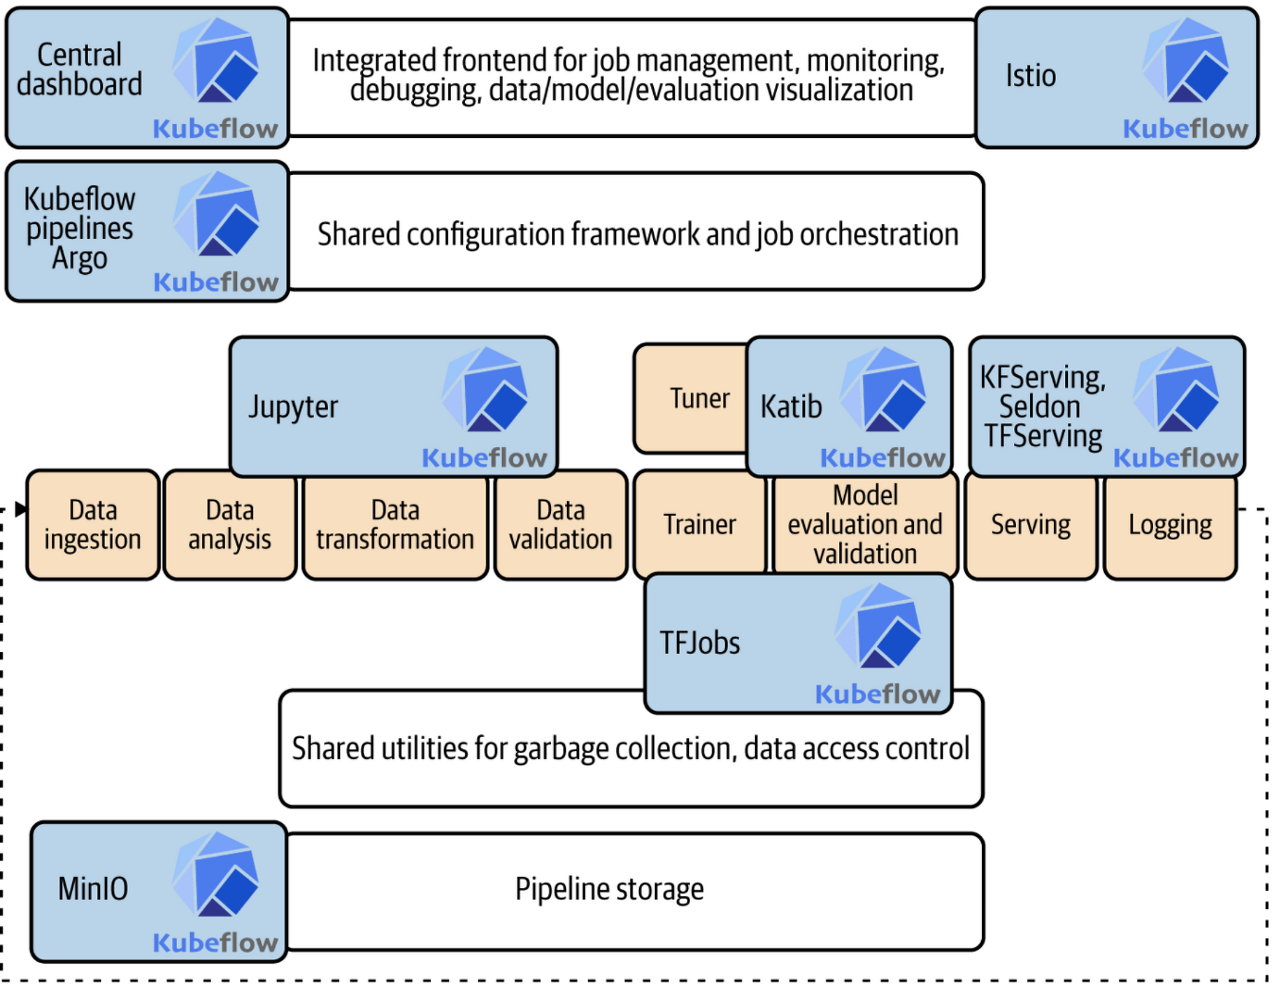 Central
dashboard
Kubeflow
Integrated frontend for job management, monitoring,
debugging, data/model/evaluation visualization
Istio
Kubeflow
Kubeflow
pipelines
Argo
Kubeflow
Shared configuration framework and job orchestration
Jupyter
Kubeflow
Tuner
Katib
Kubeflow
KFServing,
Seldon
TFServing
Kubeflow
Data
ingestion
Data
analysis
Data
transformation
Data
validation
Trainer
Model
evaluation and
validation
Serving
Logging
TFJobs
Kubeflow
Shared utilities for garbage collection, data access control
MinIO
Kubeflow
Pipeline storage